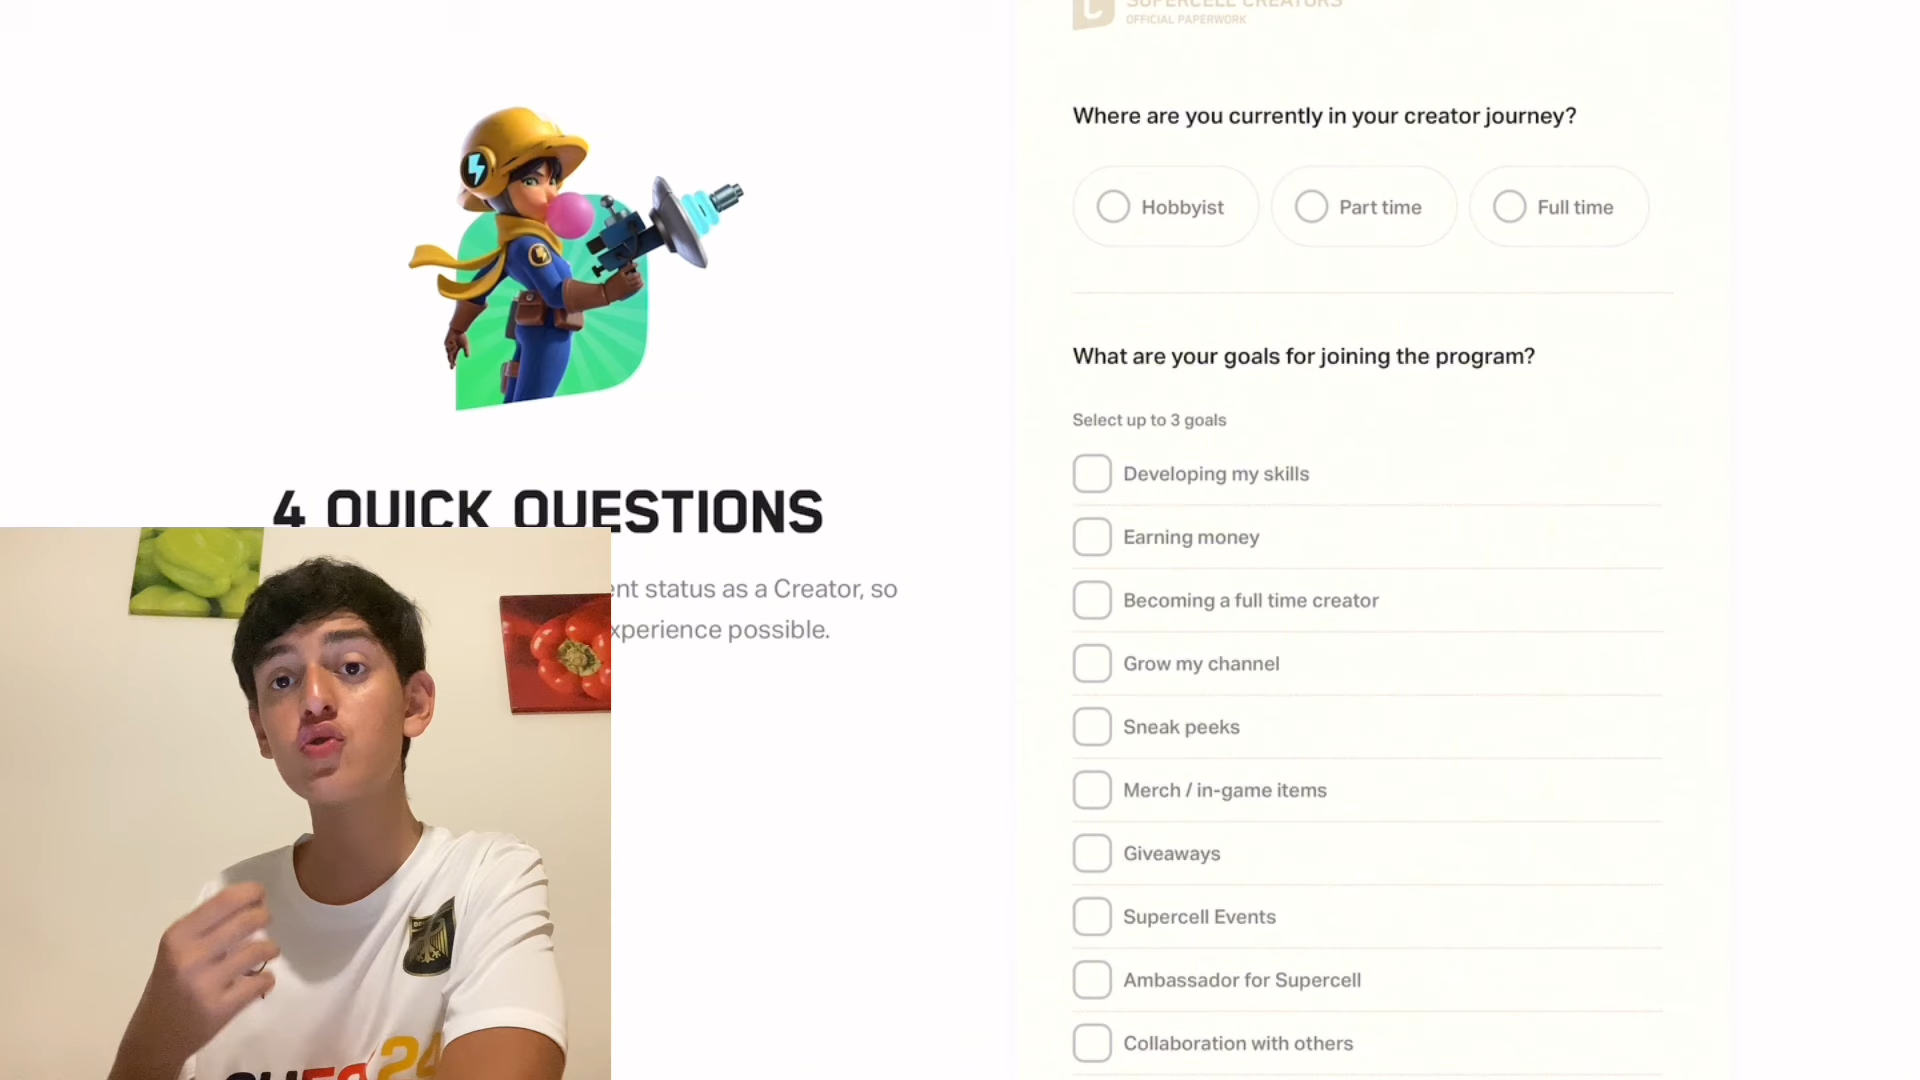 4 QUICK QUESTIONS
ent status as a Creator, so
xperience possible.
SUPERCELL CREATORS
OFFICIAL PAPERWORK
Where are you currently in your creator journey?
Hobbyist
Part time
Full time
What are your goals for joining the program?
Select up to 3 goals
Developing my skills
Earning money
Becoming a full time creator
Grow my channel
Sneak peeks
Merch / in-game items
Giveaways
Supercell Events
Ambassador for Supercell
Collaboration with others